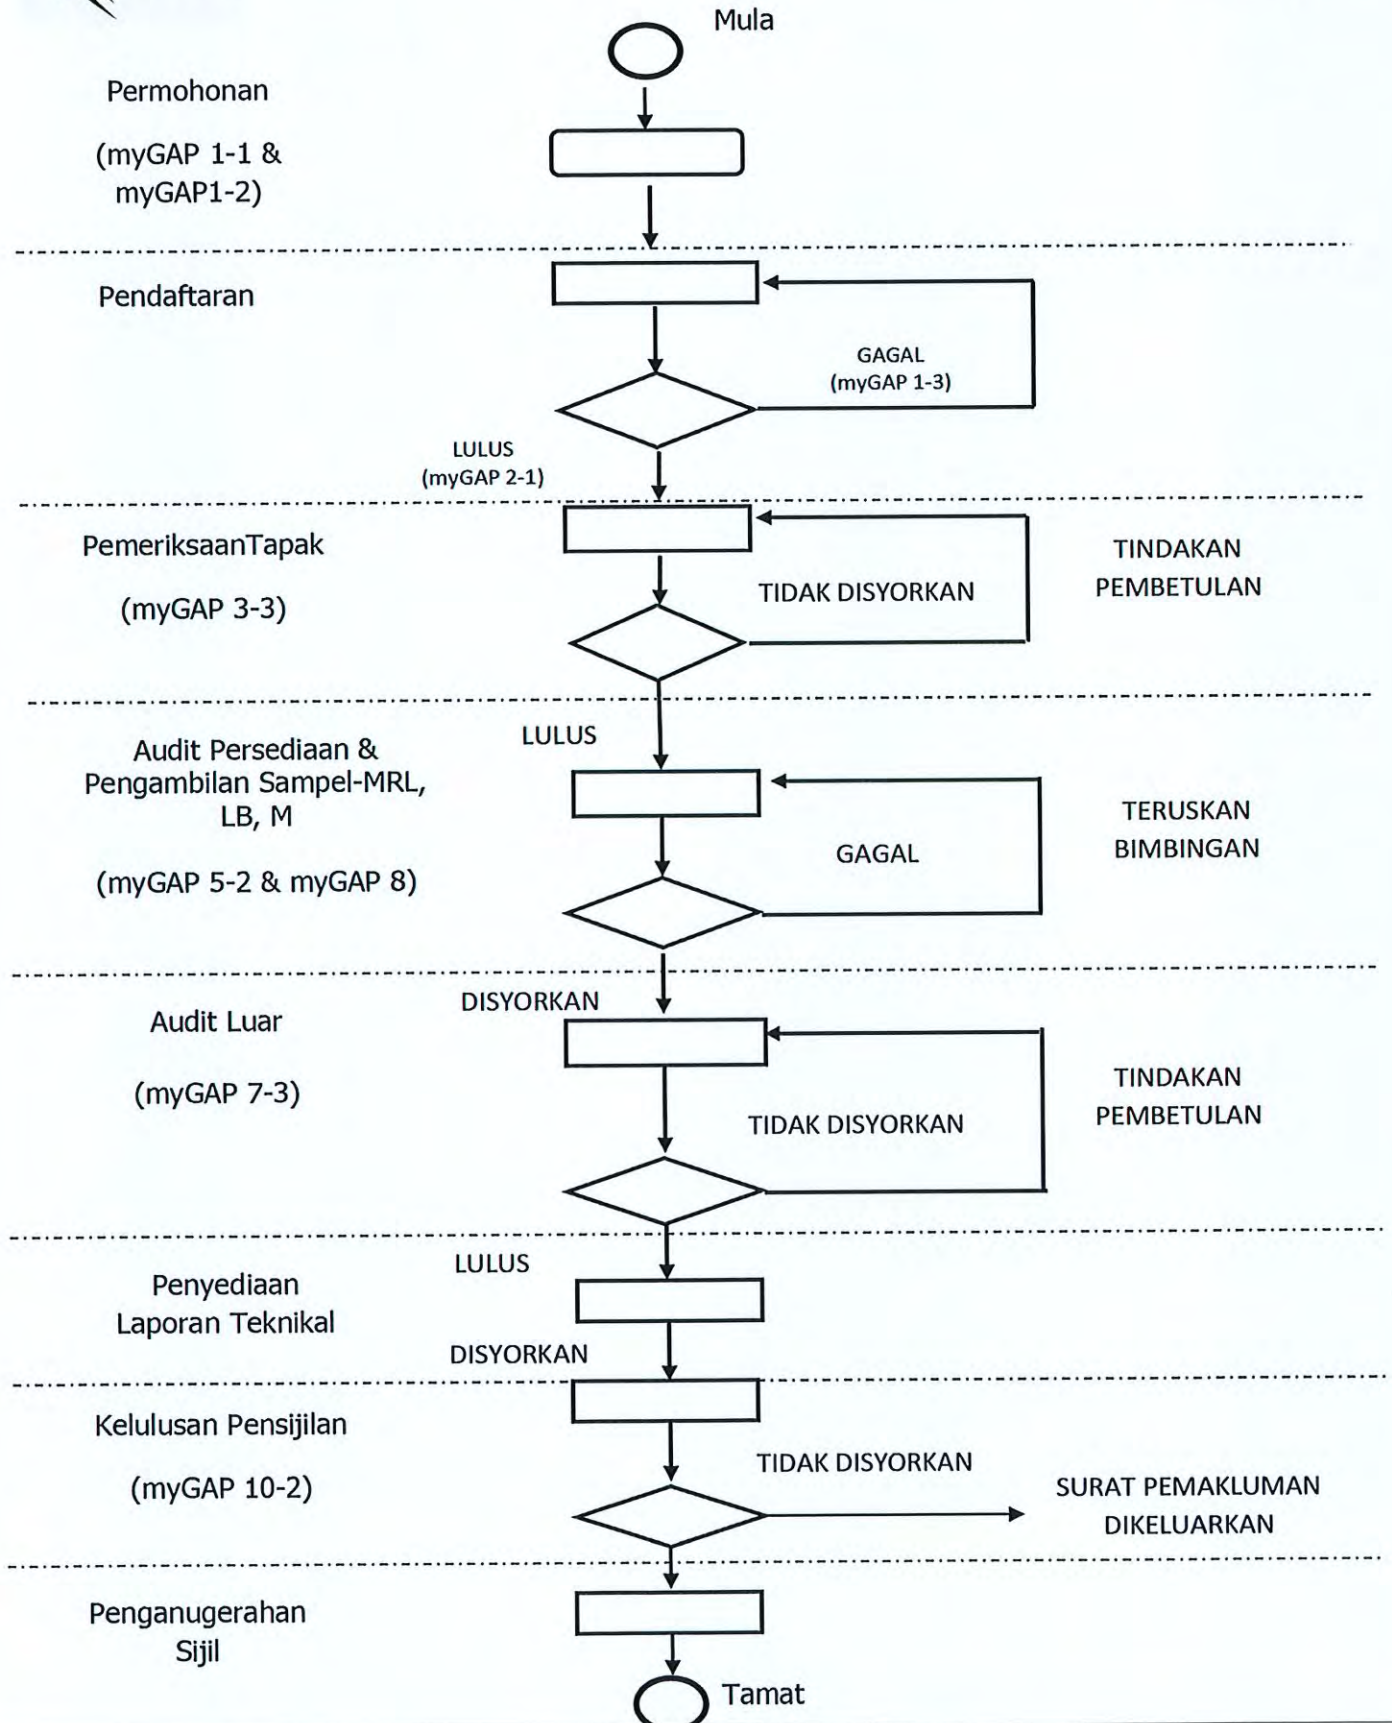 Mula
Permohonan
(myGAP 1-1 &
myGAP1-2)
Pendaftaran
GAGAL
(myGAP 1-3)
LULUS
(myGAP 2-1)
PemeriksaanTapak
(myGAP 3-3)
TIDAK DISYORKAN
TINDAKAN
PEMBETULAN
LULUS
Audit Persediaan &
Pengambilan Sampel-MRL,
LB, M
(myGAP 5-2 & myGAP 8)
GAGAL
TERUSKAN
BIMBINGAN
DISYORKAN
Audit Luar
(myGAP 7-3)
TIDAK DISYORKAN
TINDAKAN
PEMBETULAN
LULUS
Penyediaan
Laporan Teknikal
DISYORKAN
Kelulusan Pensijilan
(myGAP 10-2)
TIDAK DISYORKAN
SURAT PEMAKLUMAN
DIKELUARKAN
Penganugerahan
Sijil
Tamat